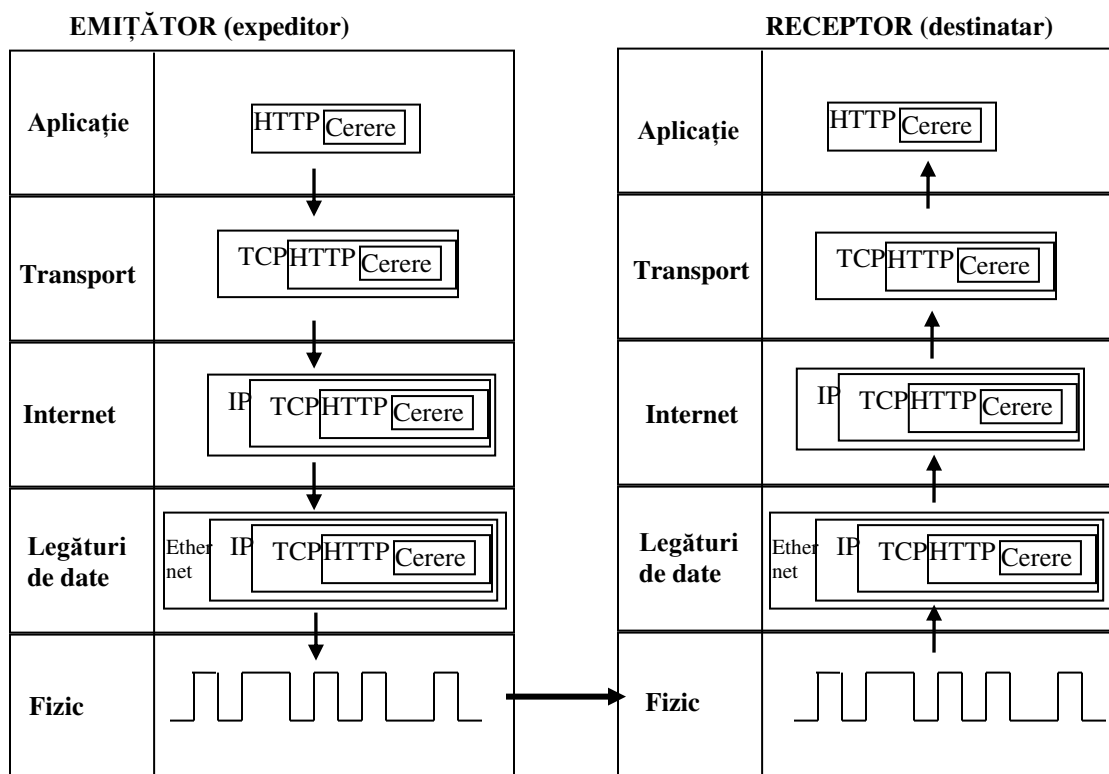 EMIȚĂTOR (expeditor)
Aplicație
HTTP Cerere
Transport
TCP HTTP Cerere
Internet
IP TCP HTTP Cerere
Legături
de date
Ether
net
IP TCP HTTP Cerere
Fizic
RECEPTOR (destinatar)
Aplicație
HTTP Cerere
Transport
TCP HTTP Cerere
Internet
IP TCP HTTP Cerere
Legături
de date
Ether
net
IP TCP HTTP Cerere
Fizic